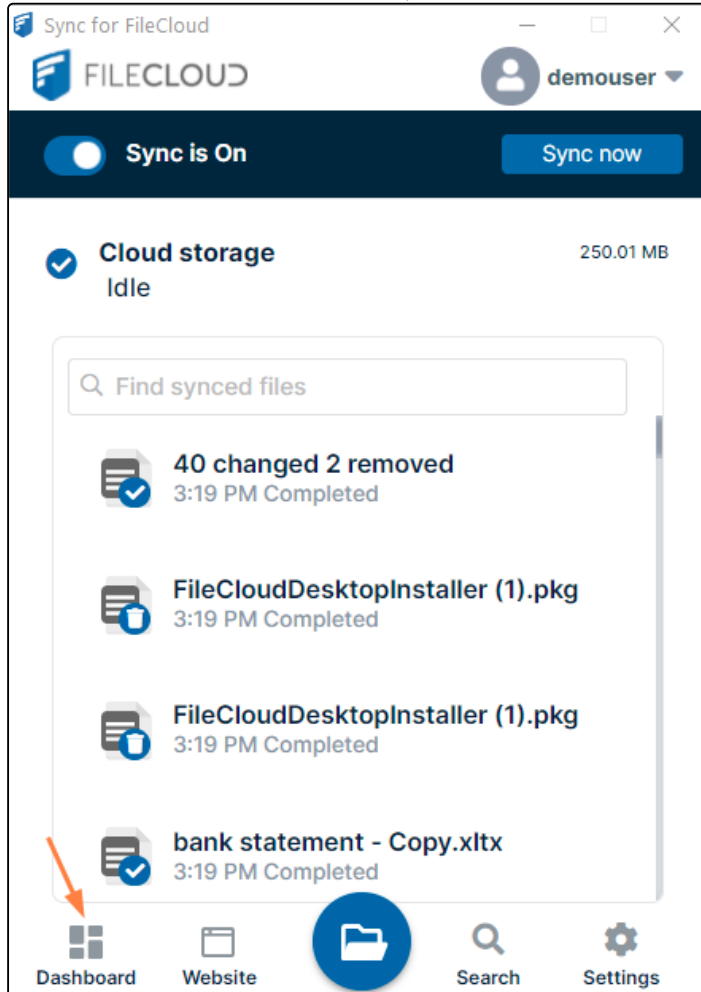 Sync for FileCloud
FILECLOUD
demouser
Sync is On
Sync now
Cloud storage
250.01 MB
Idle
Find synced files
40 changed 2 removed
3:19 PM Completed
FileCloudDesktopInstaller (1).pkg
3:19 PM Completed
FileCloudDesktopInstaller (1).pkg
3:19 PM Completed
bank statement - Copy.xltx
3:19 PM Completed
Dashboard
Website
Search
Settings